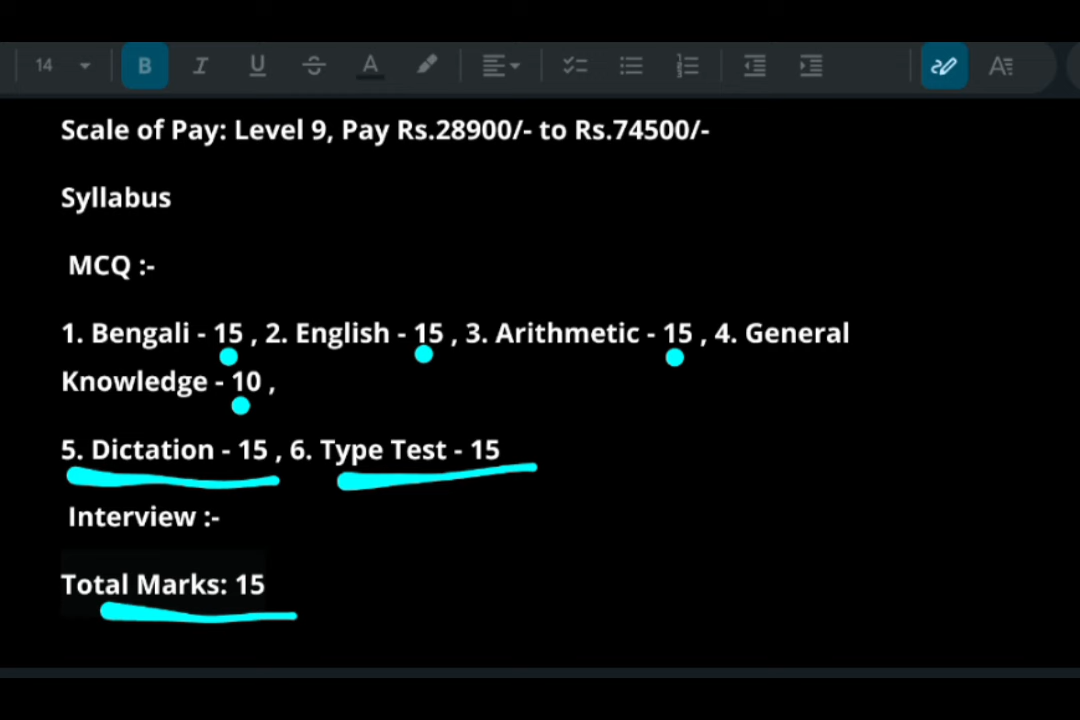 14 B I U S A
Scale of Pay: Level 9, Pay Rs.28900/- to Rs.74500/-
Syllabus
MCQ :-
1. Bengali - 15 , 2. English - 15 , 3. Arithmetic - 15 , 4. General
Knowledge - 10 ,
5. Dictation - 15 , 6. Type Test - 15
Interview :-
Total Marks: 15